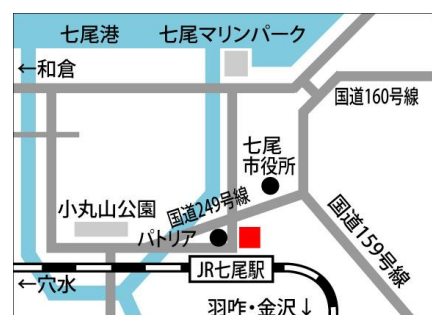 七尾港
七尾マリンパーク
←和倉
国道160号線
七尾
市役所
小丸山公園
国道249号線
パトリア
国道159号線
JR七尾駅
←穴水
羽咋・金沢↓